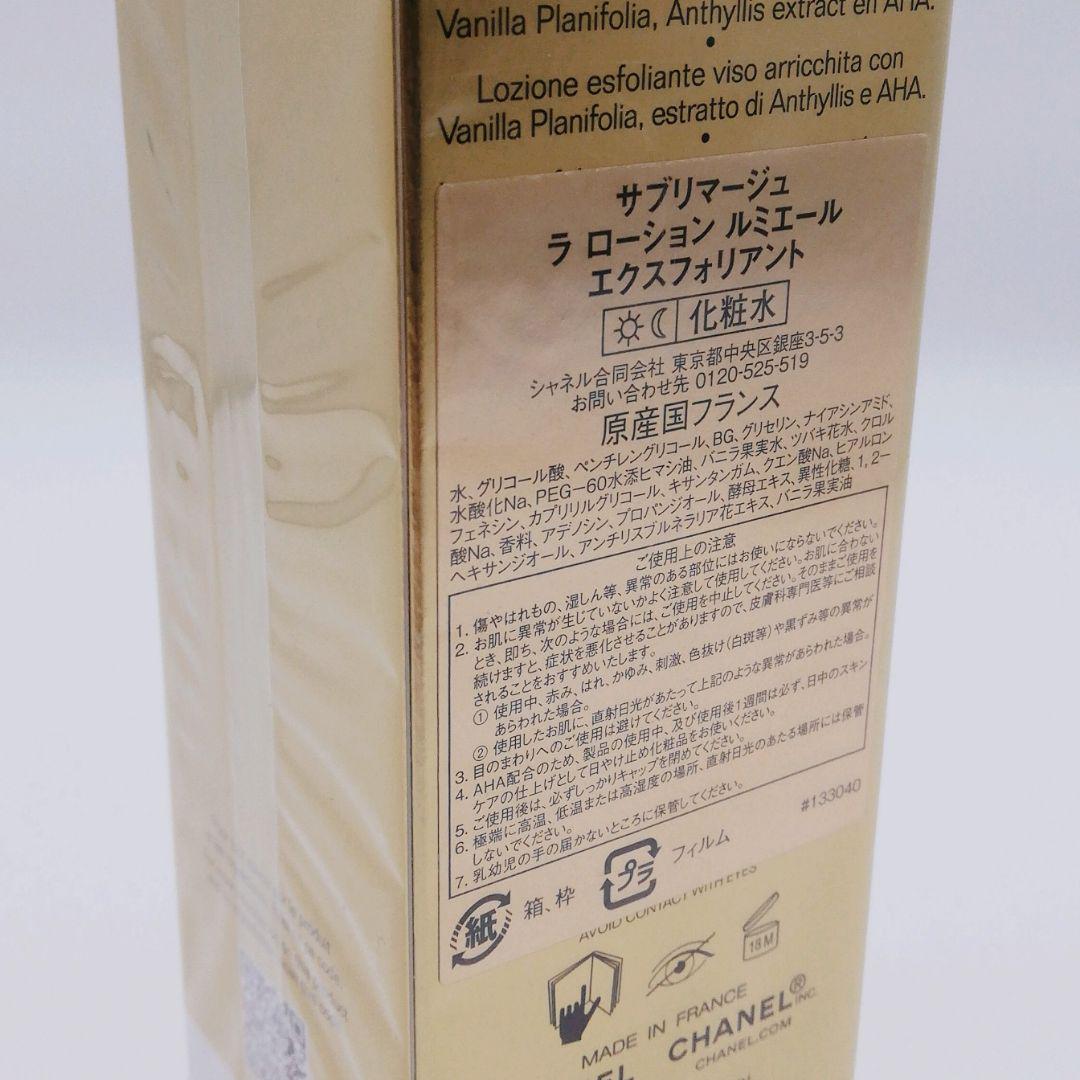 Vanilla Planifolia, Anthyllis extract en AHA.
•
Lozione esfoliante viso arricchita con
Vanilla Planifolia, estratto di Anthyllis e AHA.
•
サブリマージュ
ラ ローション ルミエール
エクスフォリアント
化粧水
シャネル合同会社 東京都中央区銀座3-5-3
お問い合わせ先 0120-525-519
原産国フランス
水、グリコール酸、ペンチレングリコール、BG、グリセリン、ナイアシンアミド、
水酸化Na、PEG-60水添ヒマシ油、バニラ果実水、ツバキ花水、クロル
フェネシン、カプリリルグリコール、キサンタンガム、クエン酸Na、ヒアルロン
酸Na、香料、アデノシン、プロパンジオール、酵母エキス、異性化糖、1, 2-
ヘキサンジオール、アンチリスブルネラリア花エキス、バニラ果実油
ご使用上の注意
1. 傷やはれもの、湿しん等、異常のある部位にはお使いにならないでください。
2. お肌に異常が生じていないかよく注意して使用してください。お肌に合わない
とき、即ち、次のような場合には、ご使用を中止してください。そのままご使用を
続けますと、症状を悪化させることがありますので、皮膚科専門医等にご相談
されることをおすすめいたします。
① 使用中、赤み、はれ、かゆみ、刺激、色抜け(白斑等)や黒ずみ等の異常が
あらわれた場合。
② 使用したお肌に、直射日光があたって上記のような異常があらわれた場合。
3. 目のまわりへのご使用は避けてください。
4. AHA配合のため、製品の使用中、及び使用後1週間は必ず、日中のスキン
ケアの仕上げとして日やけ止め化粧品をお使いください。
5. ご使用後は、必ずしっかりキャップを閉めてください。
6. 極端に高温、低温または高湿度の場所、直射日光のあたる場所には保管
しないでください。
7. 乳幼児の手の届かないところに保管してください。
#133040
紙 箱、枠 プラ フィルム
AVOID CONTACT WITH EYES
18 M
MADE IN FRANCE
CHANEL® INC.
CHANEL.COM